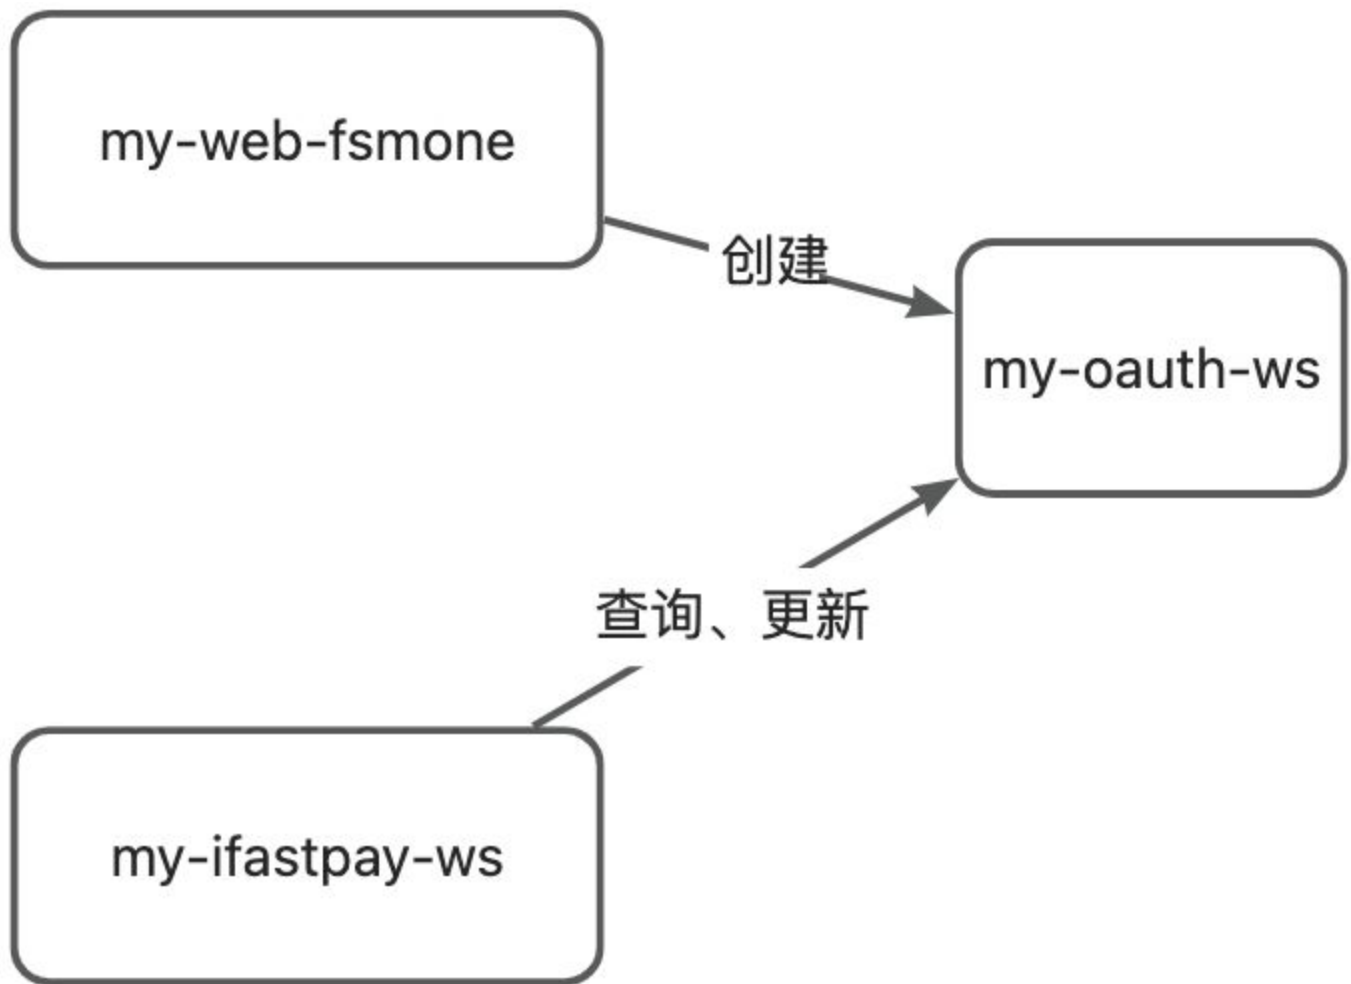 my-web-fsmone
创建
my-oauth-ws
查询、更新
my-ifastpay-ws